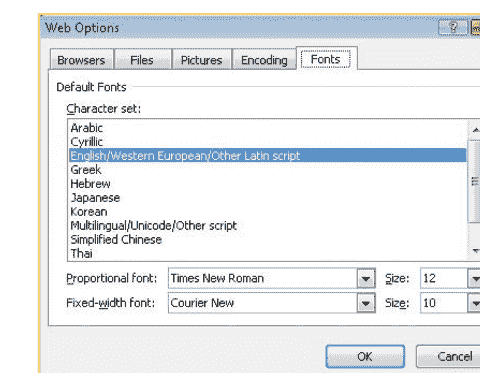 Web Options
Browsers Files Pictures Encoding Fonts
Default Fonts
Character set:
Arabic
Cyrillic
English/Western European/Other Latin script
Greek
Hebrew
Japanese
Korean
Multilingual/Unicode/Other script
Simplified Chinese
Thai
Proportional font: Times New Roman Size: 12
Fixed-width font: Courier New Size: 10
OK Cancel